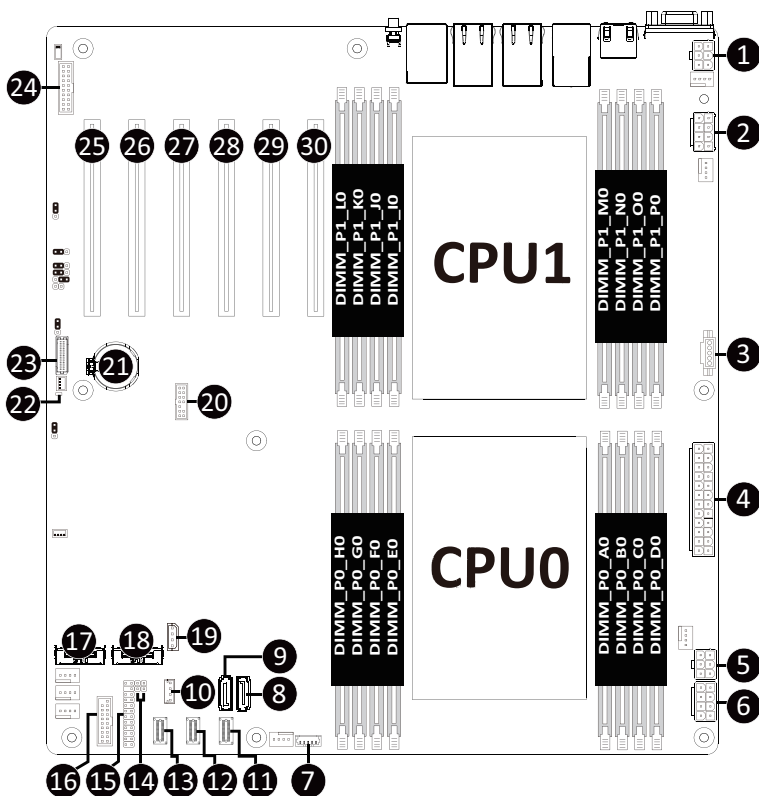 1
24
2
25 26 27 28 29 30
DIMM_P1_L0
DIMM_P1_K0
DIMM_P1_J0
DIMM_P1_I0
CPU1
DIMM_P1_M0
DIMM_P1_N0
DIMM_P1_O0
DIMM_P1_P0
23
21
3
22
20
4
DIMM_P0_H0
DIMM_P0_G0
DIMM_P0_F0
DIMM_P0_E0
CPU0
DIMM_P0_A0
DIMM_P0_B0
DIMM_P0_C0
DIMM_P0_D0
17 18 19
9
5
10
8
6
16 15 14 13 12 11 7